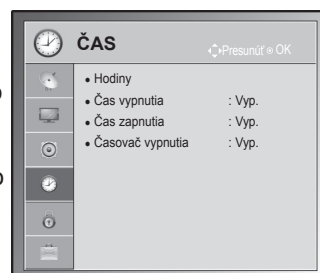 ČAS
Presunúť OK
• Hodiny
• Čas vypnutia : Vyp.
• Čas zapnutia : Vyp.
• Časovač vypnutia : Vyp.